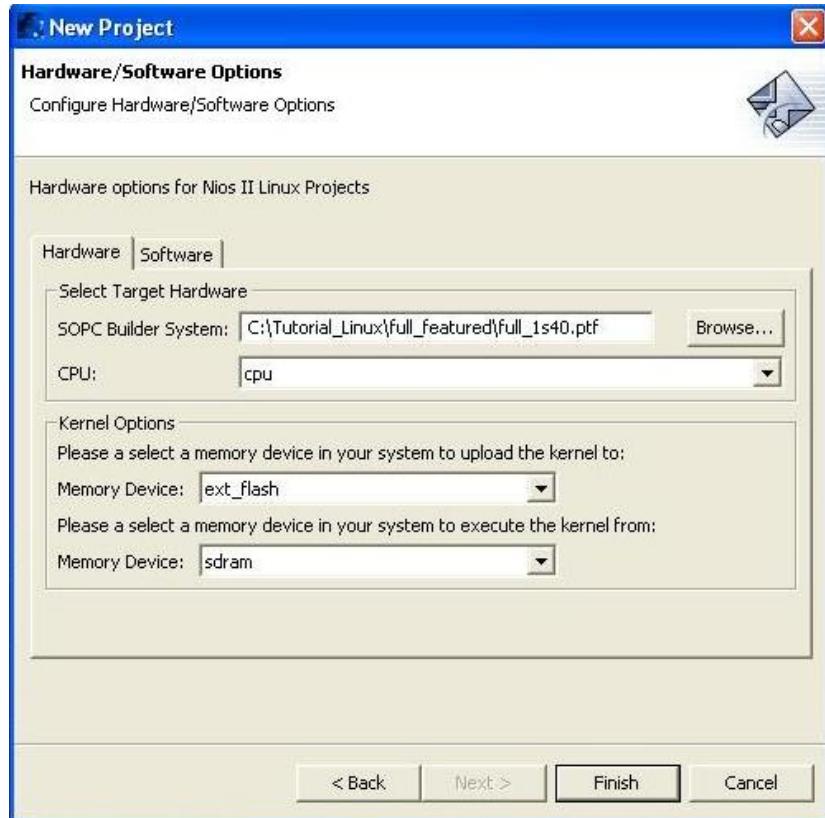 New Project
Hardware/Software Options
Configure Hardware/Software Options
Hardware options for Nios II Linux Projects
Hardware Software
Select Target Hardware
SOPC Builder System: C:\Tutorial_Linux\full_featured\full_1s40.ptf Browse...
CPU: cpu
Kernel Options
Please a select a memory device in your system to upload the kernel to:
Memory Device: ext_flash
Please a select a memory device in your system to execute the kernel from:
Memory Device: sdram
< Back Next > Finish Cancel